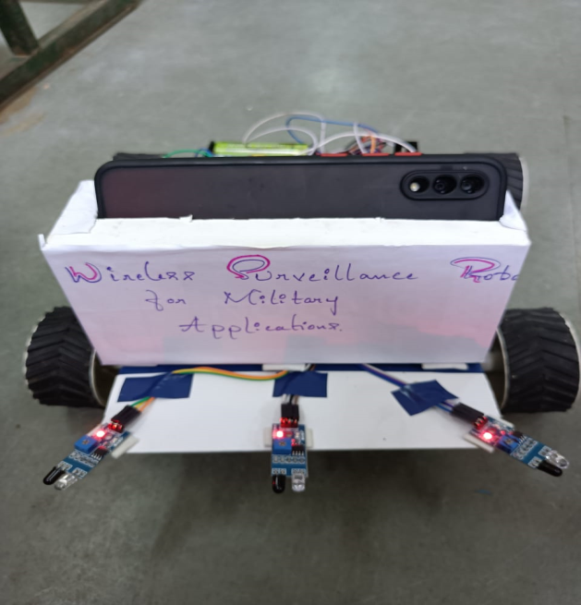 Wireless Surveillance Robo
for Military
Applications.